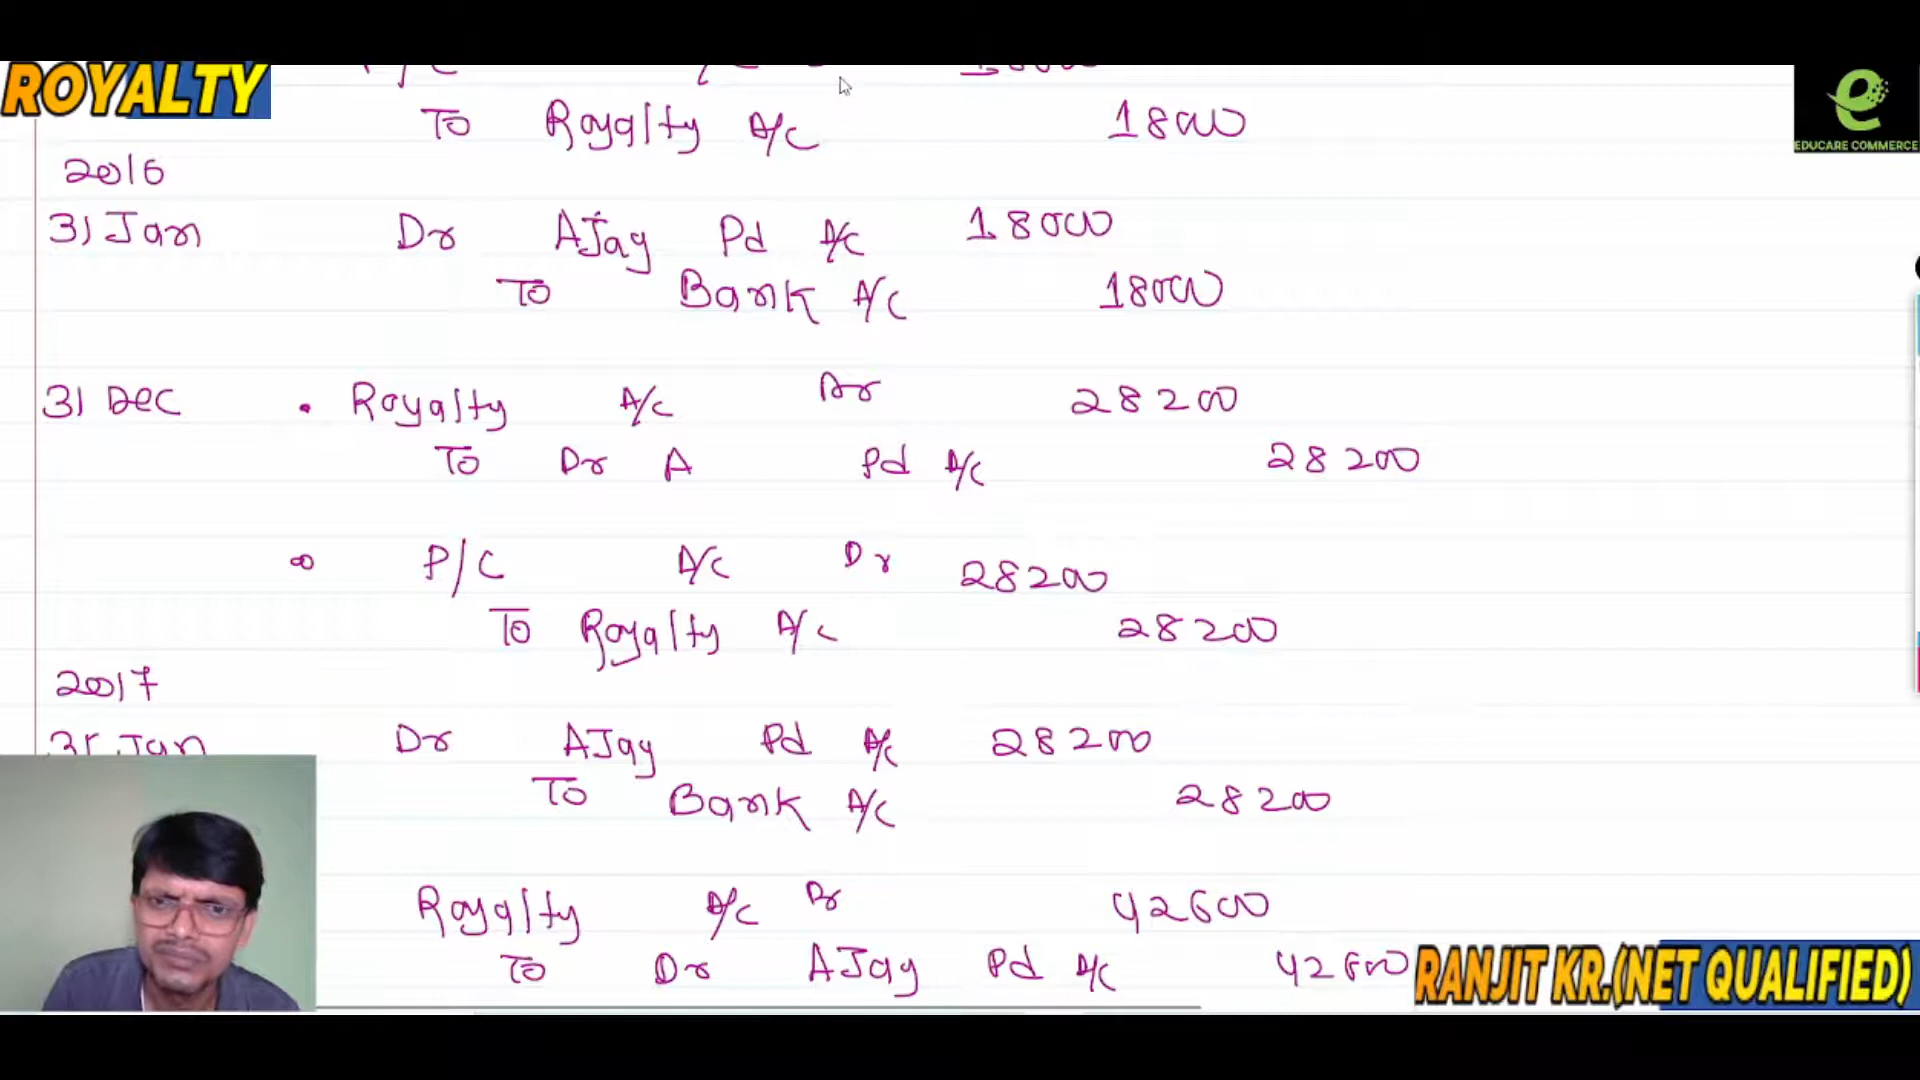 ROYALTY
EDUCARE COMMERCE
To Royalty A/C 18000
2016
31 Jan Dr AJay Pd A/C 18000
To Bank A/C 18000
31 Dec • Royalty A/C Dr 28200
To Dr A Pd A/C 28200
P/C A/C Dr 28200
To Royalty A/C 28200
2017
31 Jan Dr AJay Pd A/C 28200
To Bank A/C 28200
Royalty A/C Dr 42600
To Dr AJay Pd A/C 42600
RANJIT KR.(NET QUALIFIED)